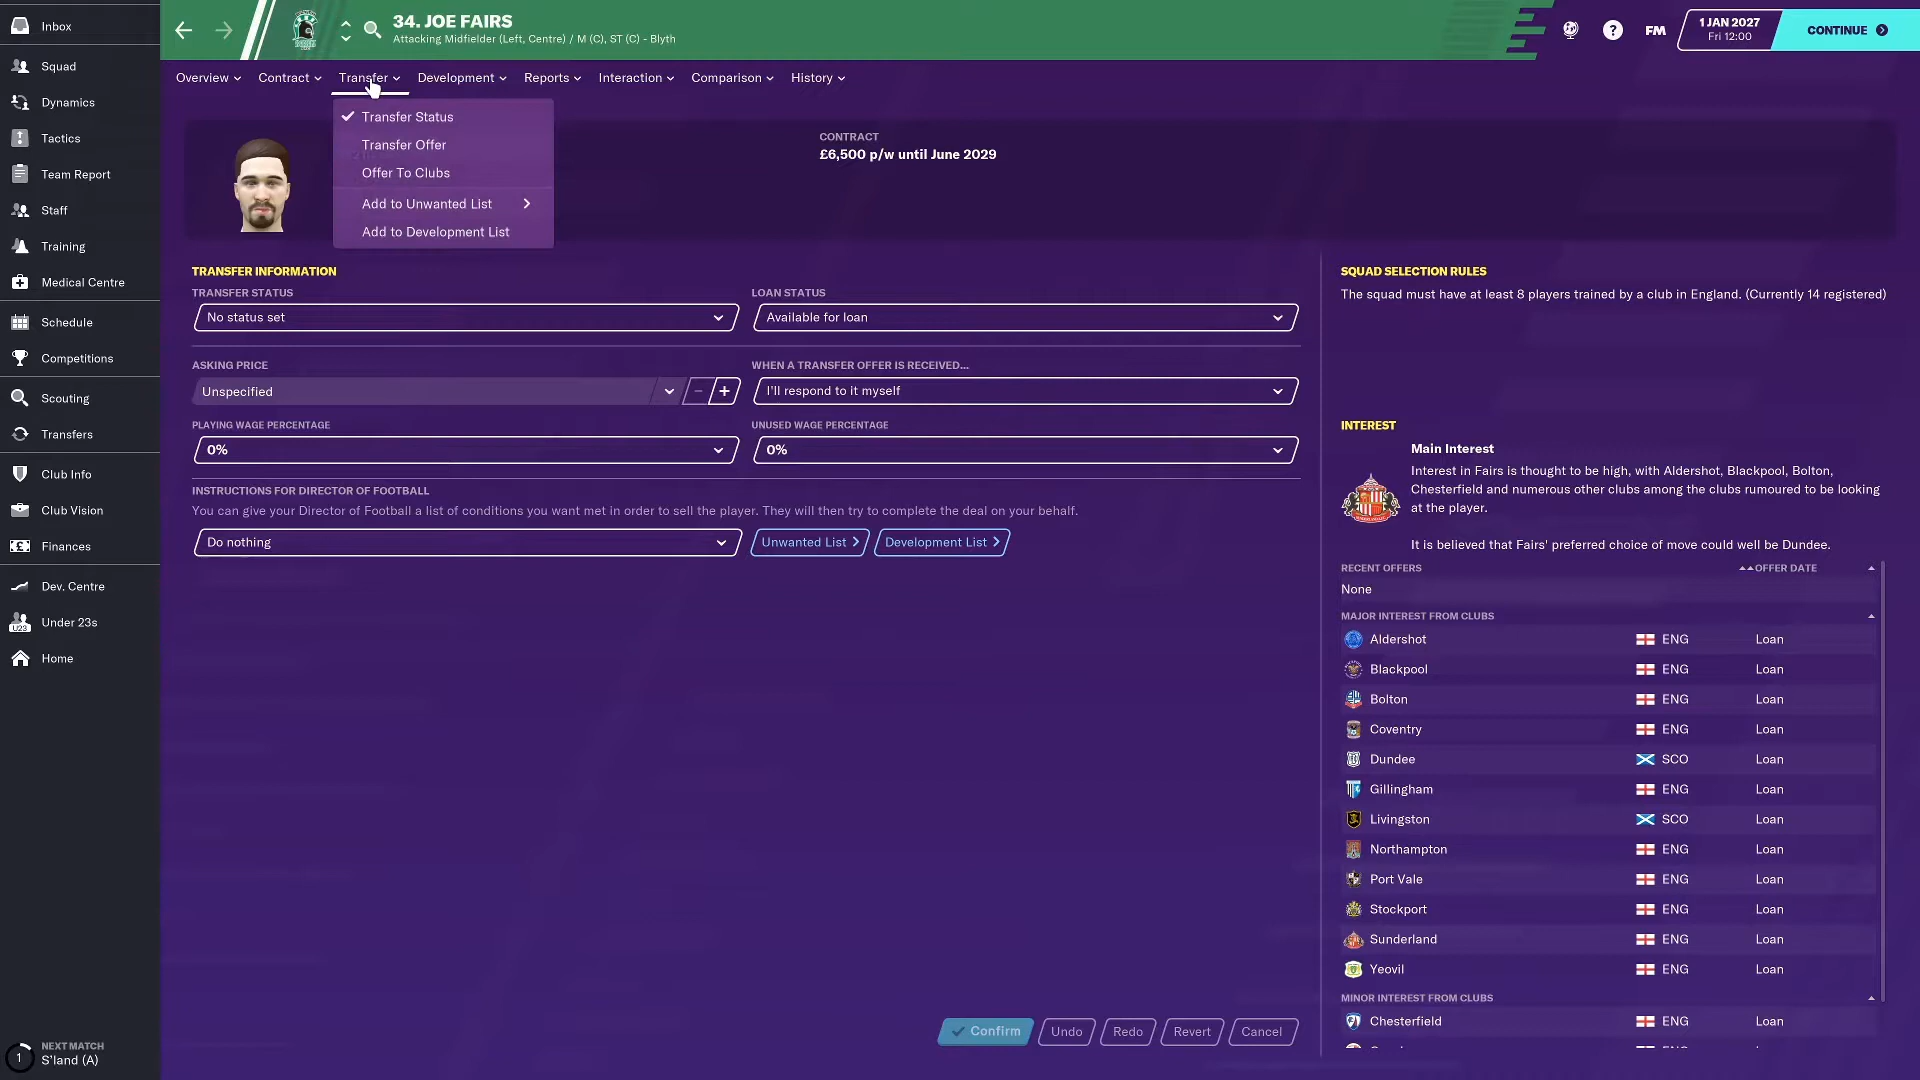 Inbox
Squad
Dynamics
Tactics
Team Report
Staff
Training
Medical Centre
Schedule
Competitions
Scouting
Transfers
Club Info
Club Vision
Finances
Dev. Centre
U23
Under 23s
Home
1
NEXT MATCH
S'land (A)
34. JOE FAIRS
Attacking Midfielder (Left, Centre) / M (C), ST (C) - Blyth
FM
1 JAN 2027
Fri 12:00
CONTINUE
Overview
Contract
Transfer
Development
Reports
Interaction
Comparison
History
Transfer Status
Transfer Offer
Offer To Clubs
Add to Unwanted List
Add to Development List
CONTRACT
£6,500 p/w until June 2029
TRANSFER INFORMATION
TRANSFER STATUS
No status set
LOAN STATUS
Available for loan
ASKING PRICE
Unspecified
- +
WHEN A TRANSFER OFFER IS RECEIVED...
I'll respond to it myself
PLAYING WAGE PERCENTAGE
0%
UNUSED WAGE PERCENTAGE
0%
INSTRUCTIONS FOR DIRECTOR OF FOOTBALL
You can give your Director of Football a list of conditions you want met in order to sell the player. They will then try to complete the deal on your behalf.
Do nothing
Unwanted List
Development List
Confirm
Undo
Redo
Revert
Cancel
SQUAD SELECTION RULES
The squad must have at least 8 players trained by a club in England. (Currently 14 registered)
INTEREST
Main Interest
Interest in Fairs is thought to be high, with Aldershot, Blackpool, Bolton,
Chesterfield and numerous other clubs among the clubs rumoured to be looking
at the player.
It is believed that Fairs' preferred choice of move could well be Dundee.
RECENT OFFERS OFFER DATE
None
MAJOR INTEREST FROM CLUBS
Aldershot ENG Loan
Blackpool ENG Loan
Bolton ENG Loan
Coventry ENG Loan
Dundee SCO Loan
Gillingham ENG Loan
Livingston SCO Loan
Northampton ENG Loan
Port Vale ENG Loan
Stockport ENG Loan
Sunderland ENG Loan
Yeovil ENG Loan
MINOR INTEREST FROM CLUBS
Chesterfield ENG Loan